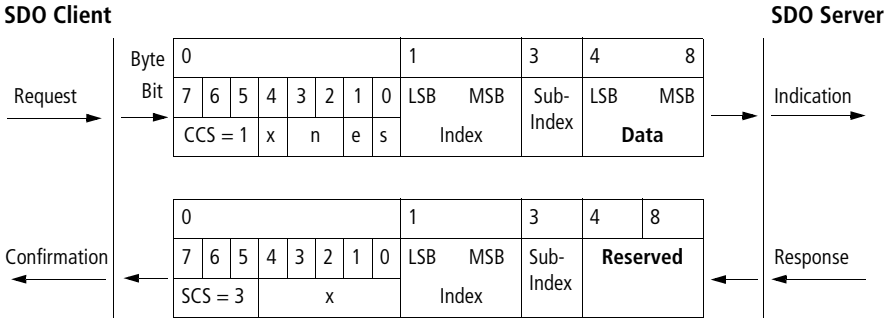 SDO Client SDO Server
Byte 0 1 3 4 8
Request Bit 7 6 5 4 3 2 1 0 LSB MSB Sub- LSB MSB Indication
Index
CCS = 1 x n e s Index Data
0 1 3 4 8
Confirmation 7 6 5 4 3 2 1 0 LSB MSB Sub- Reserved Response
Index
SCS = 3 x Index